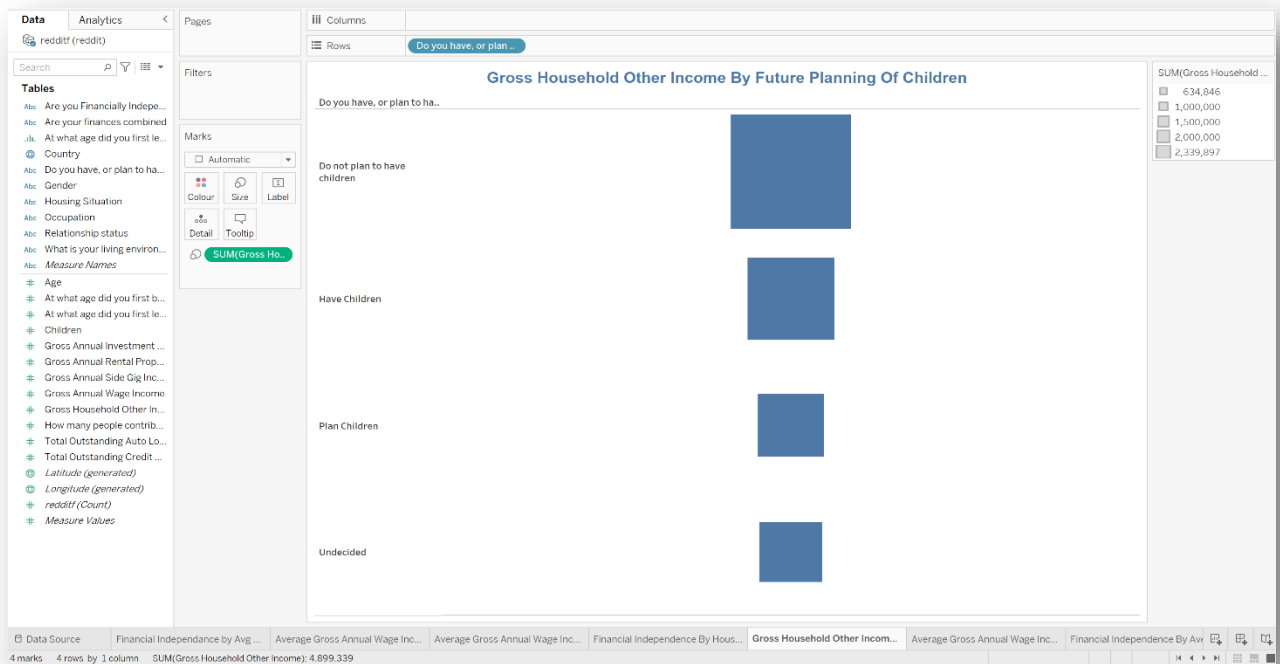 Data
Analytics
redditf (reddit)
Search
Tables
Abc Are you Financially Indepe...
Abc Are your finances combined
At what age did you first le...
Country
Abc Do you have, or plan to ha...
Abc Gender
Abc Housing Situation
Abc Occupation
Abc Relationship status
Abc What is your living environ...
Abc Measure Names
Age
At what age did you first b...
At what age did you first le...
Children
Gross Annual Investment ...
Gross Annual Rental Prop...
Gross Annual Side Gig Inc...
Gross Annual Wage Income
Gross Household Other In...
How many people contrib...
Total Outstanding Auto Lo...
Total Outstanding Credit ...
Latitude (generated)
Longitude (generated)
redditf (Count)
Measure Values
Pages
Filters
Marks
Automatic
Colour Size Label
Detail Tooltip
SUM(Gross Ho..
Columns
Rows
Do you have, or plan ..
Gross Household Other Income By Future Planning Of Children
Do you have, or plan to ha..
Do not plan to have
children
Have Children
Plan Children
Undecided
SUM(Gross Household ...
634,846
1,000,000
1,500,000
2,000,000
2,339,897
Data Source
Financial Independance by Avg ...
Average Gross Annual Wage Inc...
Average Gross Annual Wage Inc...
Financial Independence By Hous...
Gross Household Other Incom...
Average Gross Annual Wage Inc...
Financial Independence By Ave
4 marks 4 rows by 1 column SUM(Gross Household Other Income): 4,899,339